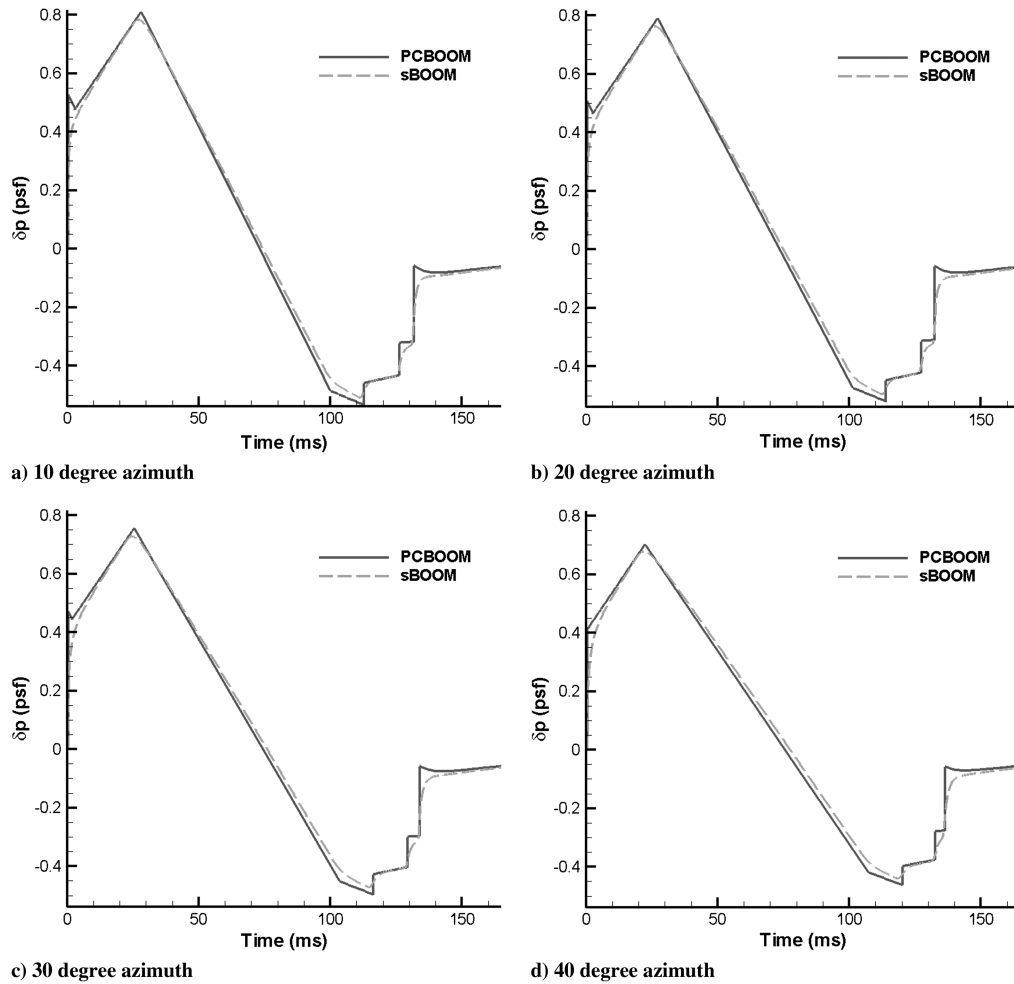 0.8
0.6
0.4
0.2
0
-0.2
-0.4
δp (psf)
0 50 100 150
Time (ms)
PCBOOM
sBOOM
a) 10 degree azimuth
0.8
0.6
0.4
0.2
0
-0.2
-0.4
δp (psf)
0 50 100 150
Time (ms)
PCBOOM
sBOOM
b) 20 degree azimuth
0.8
0.6
0.4
0.2
0
-0.2
-0.4
δp (psf)
0 50 100 150
Time (ms)
PCBOOM
sBOOM
c) 30 degree azimuth
0.8
0.6
0.4
0.2
0
-0.2
-0.4
δp (psf)
0 50 100 150
Time (ms)
PCBOOM
sBOOM
d) 40 degree azimuth